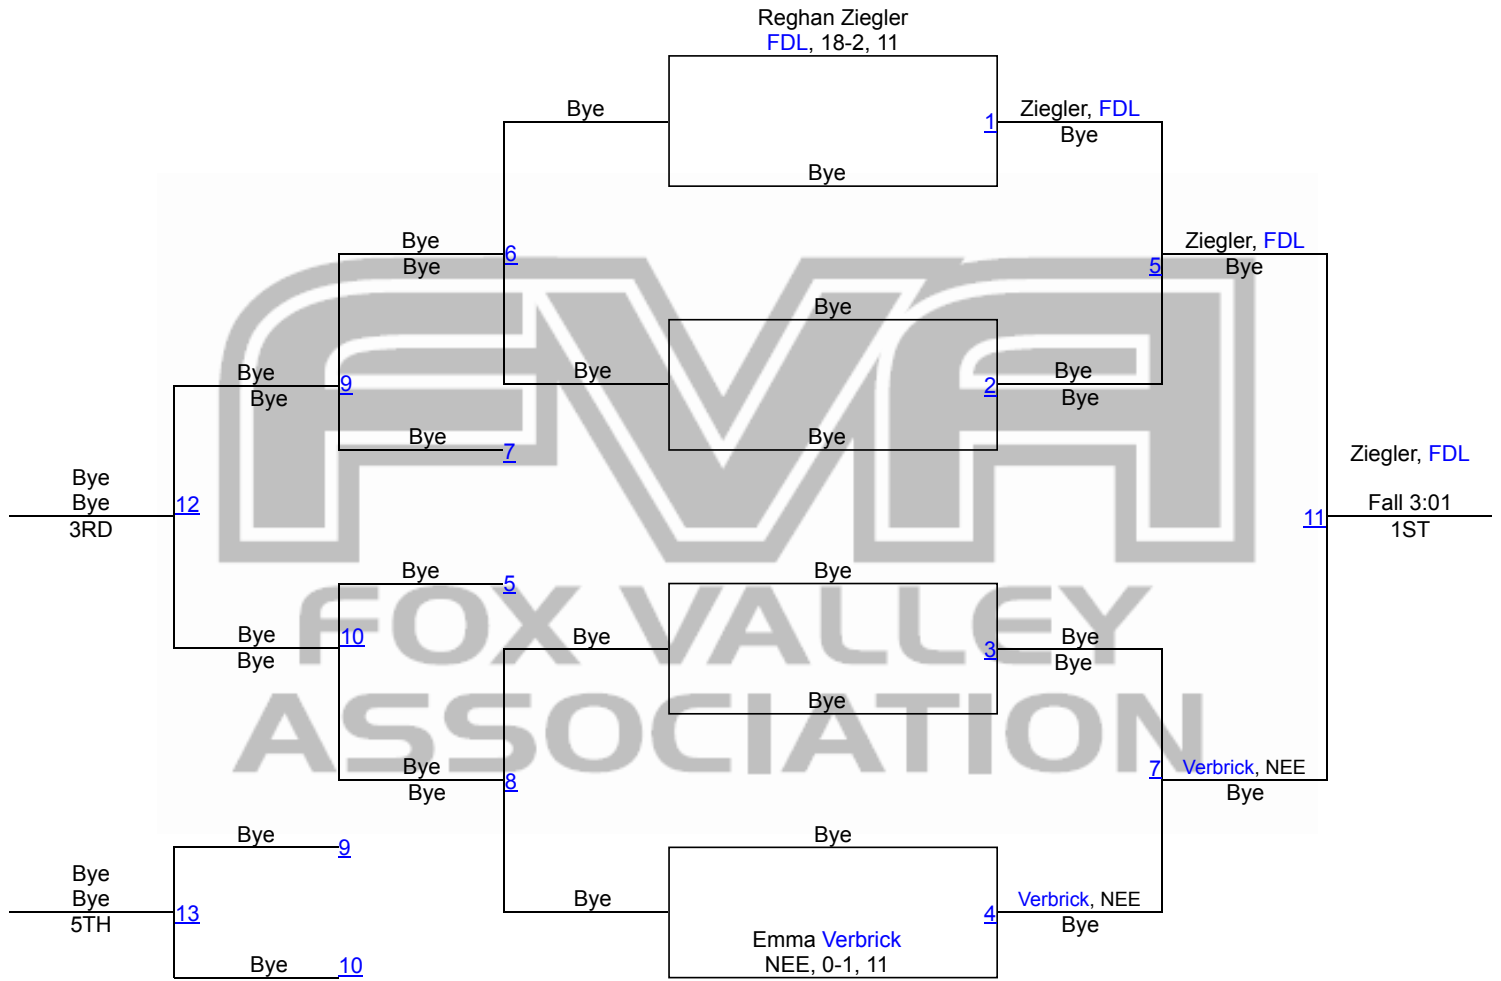 Reghan Ziegler
FDL, 18-2, 11
Bye
1
Ziegler, FDL
Bye
Bye
Bye
Bye
6
5
Ziegler, FDL
Bye
Bye
Bye
2
Bye
Bye
Bye
Bye
Bye
9
Bye
7
Ziegler, FDL
Bye
Bye
3RD
12
11
Fall 3:01
1ST
FVA
FOX VALLEY
ASSOCIATION
Bye
5
Bye
Bye
Bye
10
Bye
3
Bye
Bye
Bye
Bye
Bye
8
7
Verbrick, NEE
Bye
Bye
9
Bye
Bye
Bye
5TH
13
Bye
10
Bye
4
Verbrick, NEE
Bye
Emma Verbrick
NEE, 0-1, 11